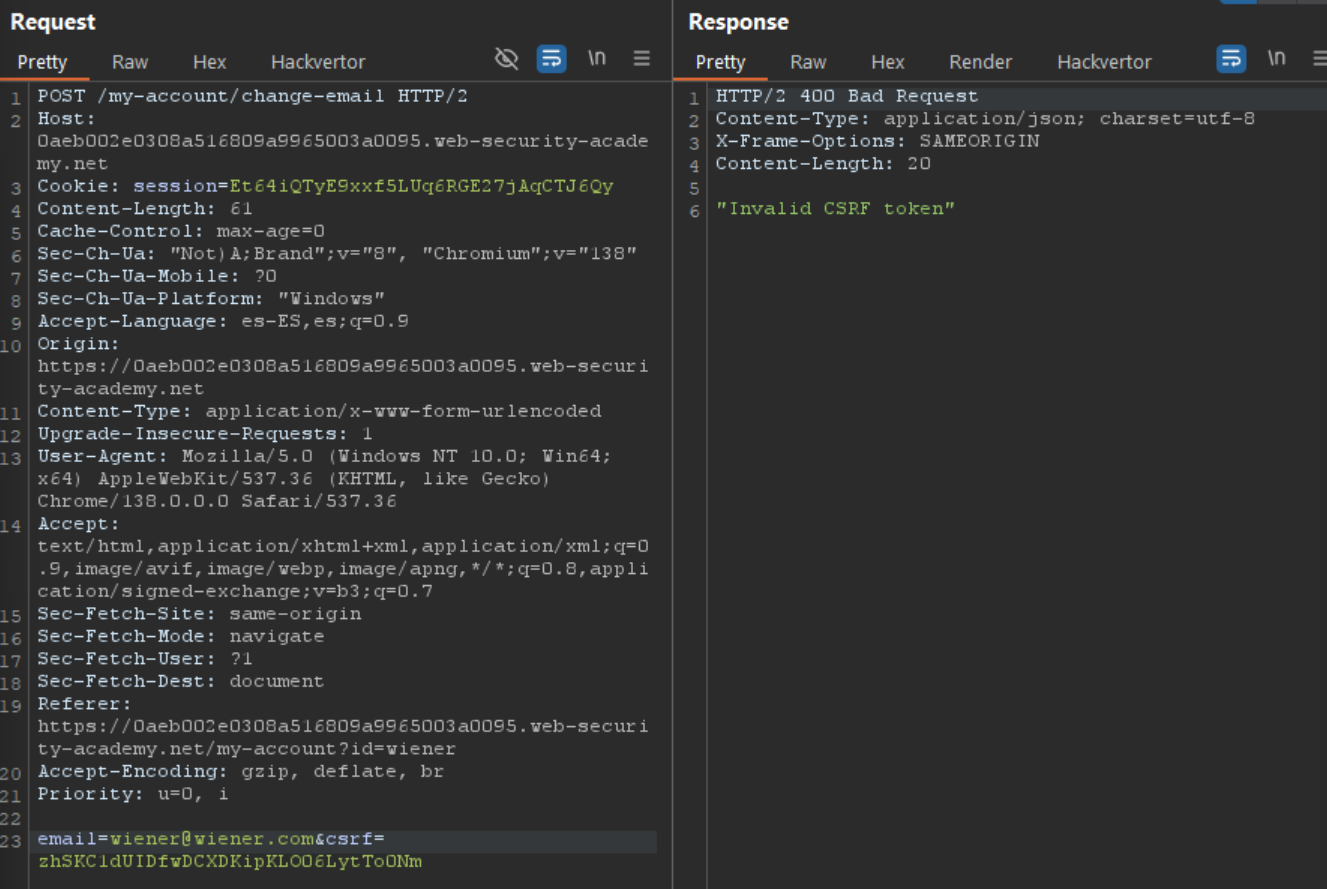 Request
Pretty Raw Hex Hackvertor \n
1 POST /my-account/change-email HTTP/2
2 Host:
0aeb002e0308a516809a9965003a0095.web-security-acade
my.net
3 Cookie: session=Et64iQTyE9xxf5LUq6RGE27jAqCTJ6Qy
4 Content-Length: 61
5 Cache-Control: max-age=0
6 Sec-Ch-Ua: "Not)A;Brand";v="8", "Chromium";v="138"
7 Sec-Ch-Ua-Mobile: ?0
8 Sec-Ch-Ua-Platform: "Windows"
9 Accept-Language: es-ES,es;q=0.9
10 Origin:
https://0aeb002e0308a516809a9965003a0095.web-securi
ty-academy.net
11 Content-Type: application/x-www-form-urlencoded
12 Upgrade-Insecure-Requests: 1
13 User-Agent: Mozilla/5.0 (Windows NT 10.0; Win64;
x64) AppleWebKit/537.36 (KHTML, like Gecko)
Chrome/138.0.0.0 Safari/537.36
14 Accept:
text/html,application/xhtml+xml,application/xml;q=0
.9,image/avif,image/webp,image/apng,*/*;q=0.8,appli
cation/signed-exchange;v=b3;q=0.7
15 Sec-Fetch-Site: same-origin
16 Sec-Fetch-Mode: navigate
17 Sec-Fetch-User: ?1
18 Sec-Fetch-Dest: document
19 Referer:
https://0aeb002e0308a516809a9965003a0095.web-securi
ty-academy.net/my-account?id=wiener
20 Accept-Encoding: gzip, deflate, br
21 Priority: u=0, i
22
23 email=wiener@wiener.com&csrf=
zhSKC1dUIDfwDCXDKipKLOO6LytTo0Nm
Response
Pretty Raw Hex Render Hackvertor \n
1 HTTP/2 400 Bad Request
2 Content-Type: application/json; charset=utf-8
3 X-Frame-Options: SAMEORIGIN
4 Content-Length: 20
5
6 "Invalid CSRF token"